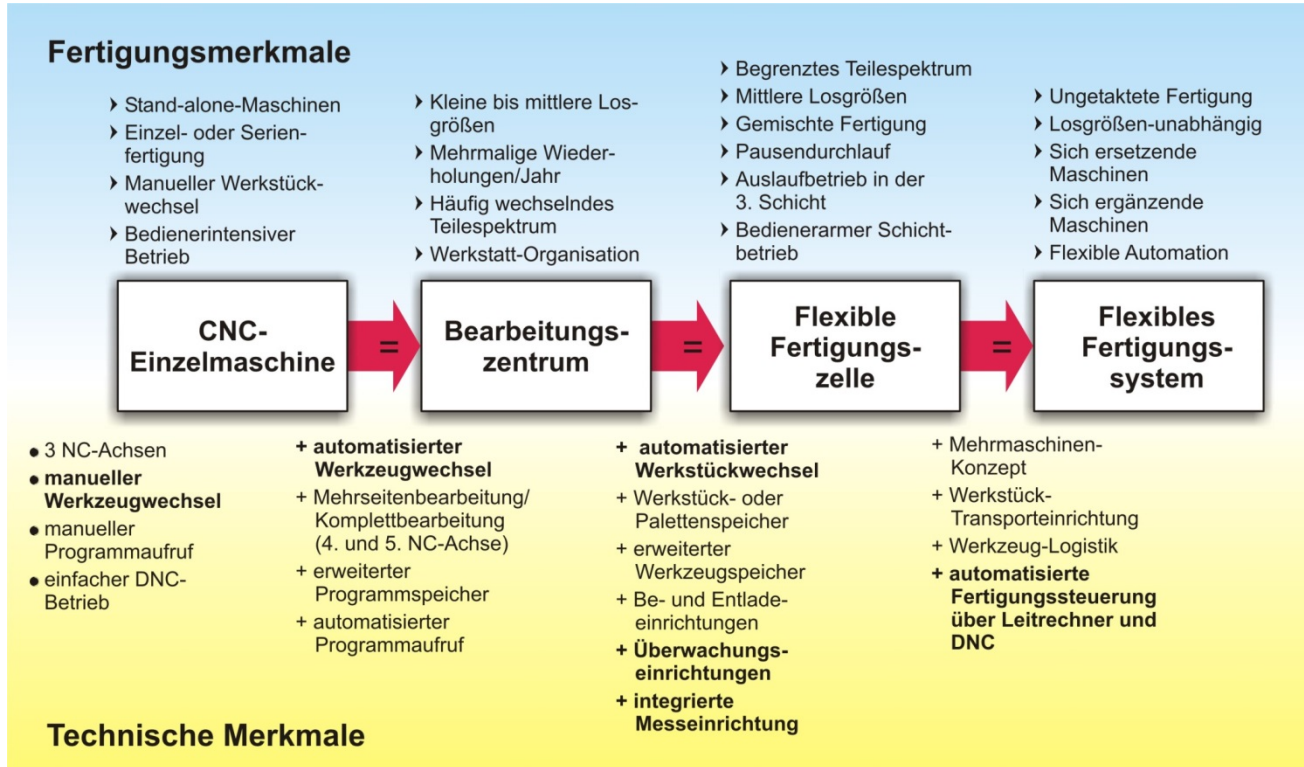 Fertigungsmerkmale
› Stand-alone-Maschinen
› Einzel- oder Serien-
fertigung
› Manueller Werkstück-
wechsel
› Bedienerintensiver
Betrieb
› Kleine bis mittlere Los-
größen
› Mehrmalige Wieder-
holungen/Jahr
› Häufig wechselndes
Teilespektrum
› Werkstatt-Organisation
› Begrenztes Teilespektrum
› Mittlere Losgrößen
› Gemischte Fertigung
› Pausendurchlauf
› Auslaufbetrieb in der
3. Schicht
› Bedienerarmer Schicht-
betrieb
› Ungetaktete Fertigung
› Losgrößen-unabhängig
› Sich ersetzende
Maschinen
› Sich ergänzende
Maschinen
› Flexible Automation
CNC-
Einzelmaschine
=
Bearbeitungs-
zentrum
=
Flexible
Fertigungs-
zelle
=
Flexibles
Fertigungs-
system
● 3 NC-Achsen
● manueller
Werkzeugwechsel
● manueller
Programmaufruf
● einfacher DNC-
Betrieb
+ automatisierter
Werkzeugwechsel
+ Mehrseitenbearbeitung/
Komplettbearbeitung
(4. und 5. NC-Achse)
+ erweiterter
Programmspeicher
+ automatisierter
Programmaufruf
+ automatisierter
Werkstückwechsel
+ Werkstück- oder
Palettenspeicher
+ erweiterter
Werkzeugspeicher
+ Be- und Entlade-
einrichtungen
+ Überwachungs-
einrichtungen
+ integrierte
Messeinrichtung
+ Mehrmaschinen-
Konzept
+ Werkstück-
Transporteinrichtung
+ Werkzeug-Logistik
+ automatisierte
Fertigungssteuerung
über Leitrechner und
DNC
Technische Merkmale